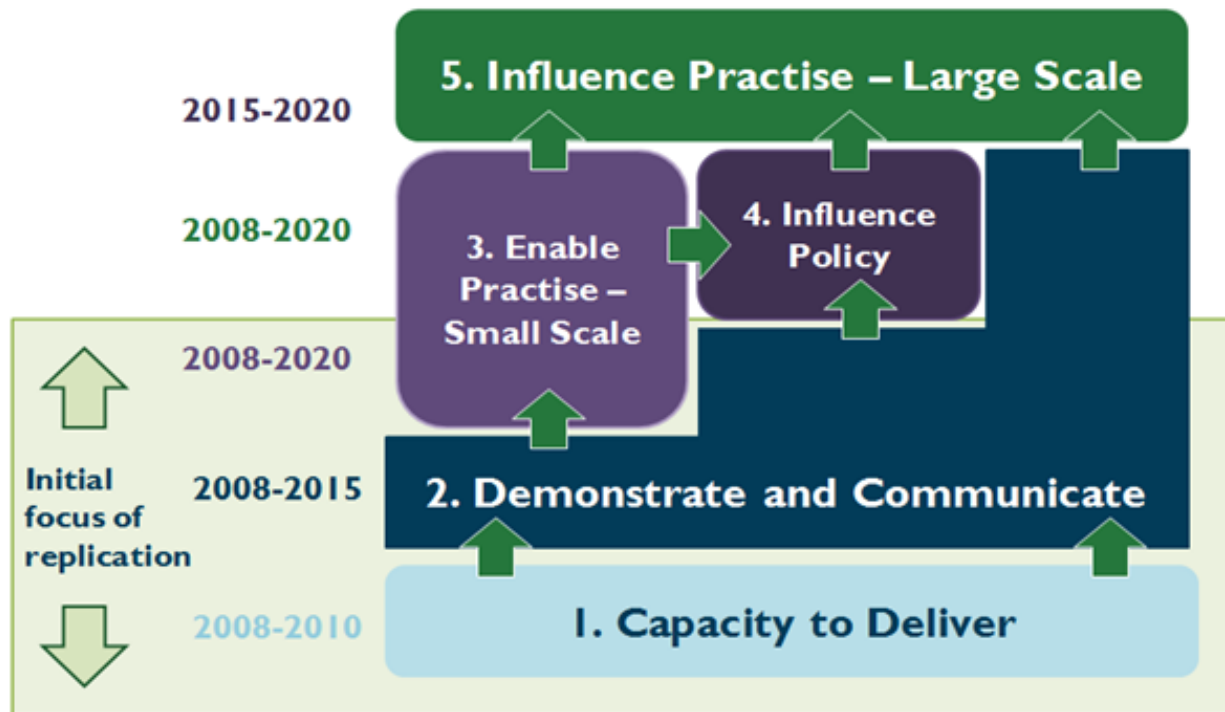 5. Influence Practise – Large Scale
2015-2020
2008-2020
4. Influence
Policy
3. Enable
Practise –
Small Scale
2008-2020
Initial
focus of
replication
2008-2015
2. Demonstrate and Communicate
2008-2010
1. Capacity to Deliver